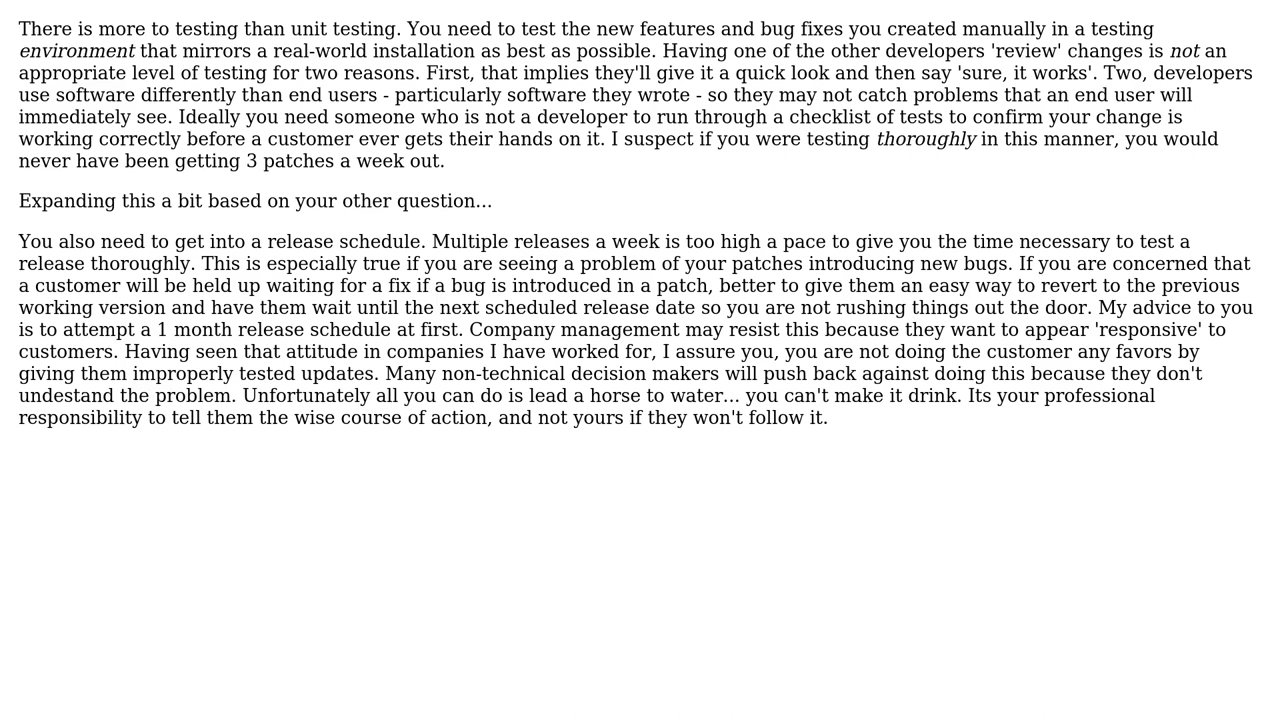 There is more to testing than unit testing. You need to test the new features and bug fixes you created manually in a testing
environment that mirrors a real-world installation as best as possible. Having one of the other developers 'review' changes is not an
appropriate level of testing for two reasons. First, that implies they'll give it a quick look and then say 'sure, it works'. Two, developers
use software differently than end users - particularly software they wrote - so they may not catch problems that an end user will
immediately see. Ideally you need someone who is not a developer to run through a checklist of tests to confirm your change is
working correctly before a customer ever gets their hands on it. I suspect if you were testing thoroughly in this manner, you would
never have been getting 3 patches a week out.
Expanding this a bit based on your other question...
You also need to get into a release schedule. Multiple releases a week is too high a pace to give you the time necessary to test a
release thoroughly. This is especially true if you are seeing a problem of your patches introducing new bugs. If you are concerned that
a customer will be held up waiting for a fix if a bug is introduced in a patch, better to give them an easy way to revert to the previous
working version and have them wait until the next scheduled release date so you are not rushing things out the door. My advice to you
is to attempt a 1 month release schedule at first. Company management may resist this because they want to appear 'responsive' to
customers. Having seen that attitude in companies I have worked for, I assure you, you are not doing the customer any favors by
giving them improperly tested updates. Many non-technical decision makers will push back against doing this because they don't
undestand the problem. Unfortunately all you can do is lead a horse to water... you can't make it drink. Its your professional
responsibility to tell them the wise course of action, and not yours if they won't follow it.